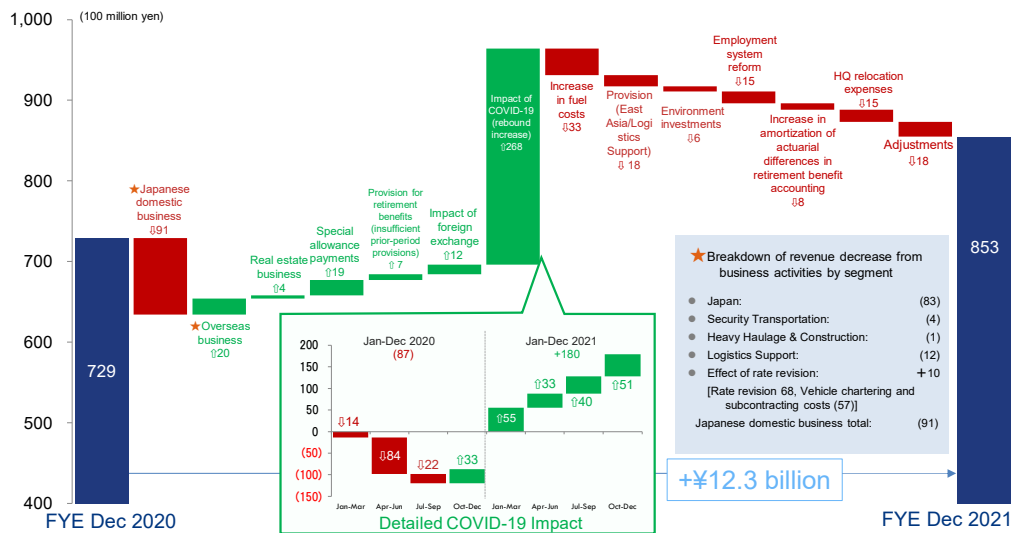 (100 million yen)
1,000
900
800
700
600
500
400
729
FYE Dec 2020
★Japanese
domestic
business
⇩91
★Overseas
business
⇧20
Real estate
business
⇧4
Special
allowance
payments
⇧19
Provision for
retirement
benefits
(insufficient
prior-period
provisions)
⇧ 7
Impact of
foreign
exchange
⇧12
Impact of
COVID-19
(rebound
increase)
⇧268
Increase
in fuel
costs
⇩33
Provision
(East
Asia/Logi
stics
Support)
⇩ 18
Environment
investments
⇩6
Employment
system
reform
⇩15
Increase in
amortization of
actuarial
differences in
retirement benefit
accounting
⇩8
HQ relocation
expenses
⇩15
Adjustments
⇩18
853
FYE Dec 2021
★Breakdown of revenue decrease from
business activities by segment
● Japan: (83)
● Security Transportation: (4)
● Heavy Haulage & Construction: (1)
● Logistics Support: (12)
● Effect of rate revision: +10
[Rate revision 68, Vehicle chartering and
subcontracting costs (57)]
Japanese domestic business total: (91)
+¥12.3 billion
Jan-Dec 2020
(87)
Jan-Dec 2021
+180
200
150
100
50
0
(50)
(100)
(150)
⇩14
⇩84
⇩22
⇧33
⇧55
⇧33
⇧40
⇧51
Jan-Mar Apr-Jun Jul-Sep Oct-Dec Jan-Mar Apr-Jun Jul-Sep Oct-Dec
Detailed COVID-19 Impact